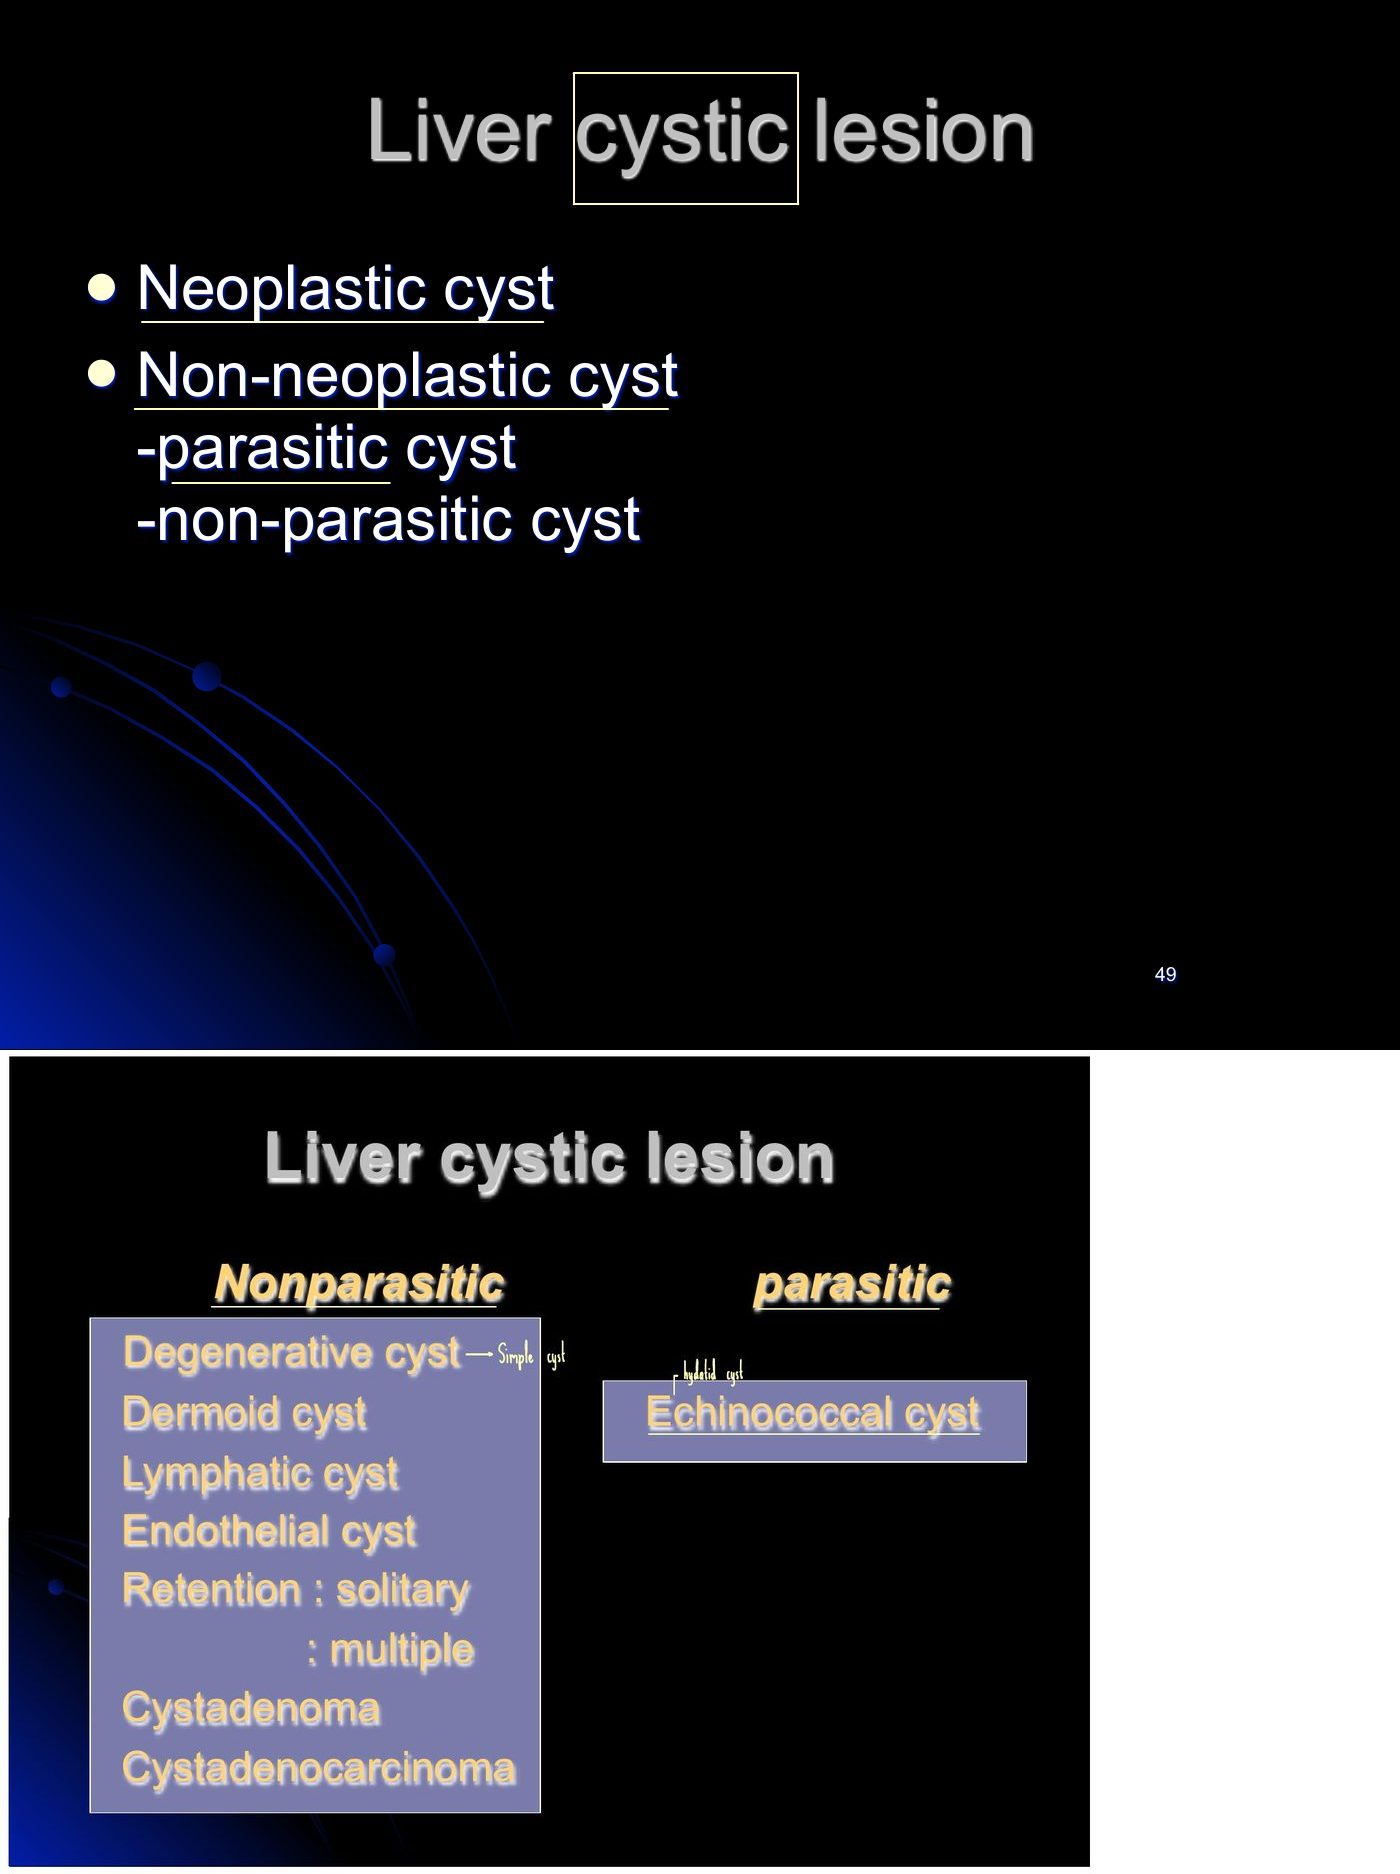 Liver cystic lesion
Neoplastic cyst
Non-neoplastic cyst
-parasitic cyst
-non-parasitic cyst
49
Liver cystic lesion
Nonparasitic
Degenerative cyst → Simple cyst
Dermoid cyst
Lymphatic cyst
Endothelial cyst
Retention : solitary
: multiple
Cystadenoma
Cystadenocarcinoma
parasitic
hydatid cyst
Echinococcal cyst